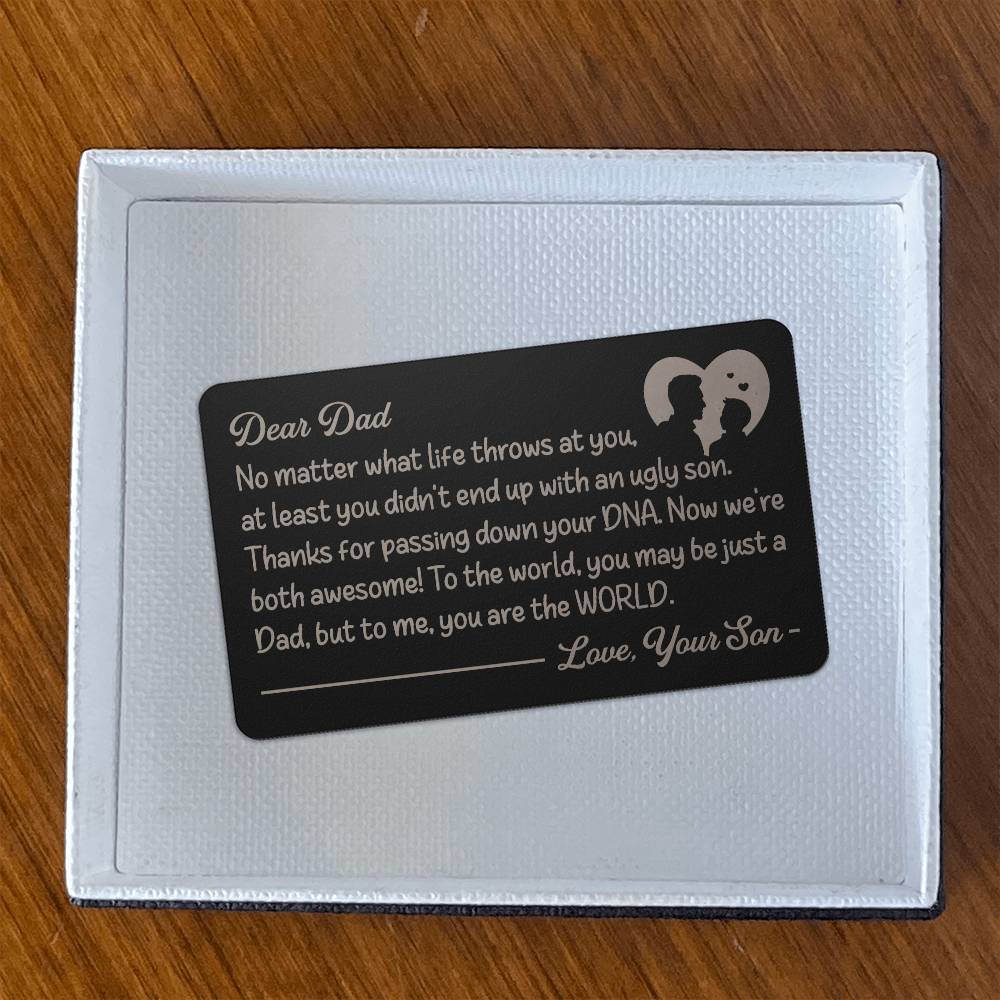 Dear Dad
No matter what life throws at you,
at least you didn't end up with an ugly son.
Thanks for passing down your DNA. Now we're
both awesome! To the world, you may be just a
Dad, but to me, you are the WORLD.
Love, Your Son -